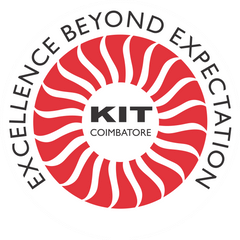 EXCELLENCE BEYOND EXPECTATION
KIT
COIMBATORE